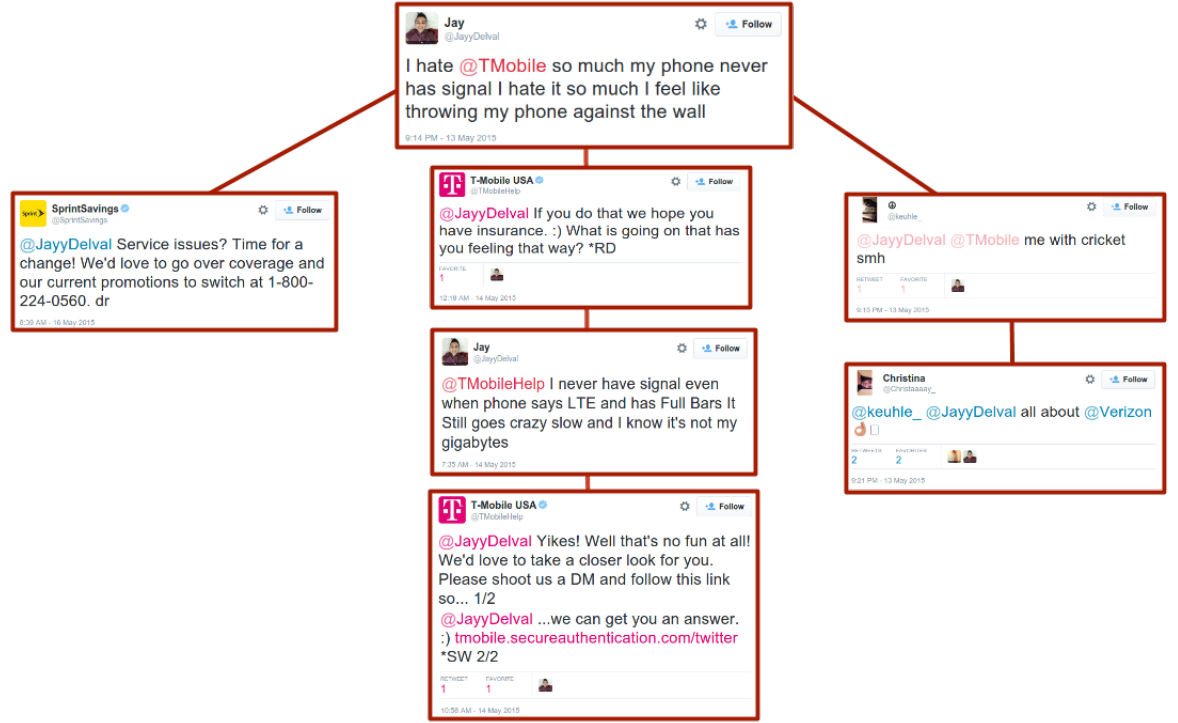 Jay
@JayyDelval
Follow
I hate @TMobile so much my phone never
has signal I hate it so much I feel like
throwing my phone against the wall
9:14 PM - 13 May 2015
sprint
SprintSavings
@SprintSavings
Follow
@JayyDelval Service issues? Time for a
change! We'd love to go over coverage and
our current promotions to switch at 1-800-
224-0560. dr
16 May 2015
T
T-Mobile USA
@TMobileHelp
Follow
@JayyDelval If you do that we hope you
have insurance. :) What is going on that has
you feeling that way? *RD
FAVORITE
1
12:18 AM - 14 May 2015
Jay
@JayyDelval
Follow
@TMobileHelp I never have signal even
when phone says LTE and has Full Bars It
Still goes crazy slow and I know it's not my
gigabytes
7:35 AM - 14 May 2015
T
T-Mobile USA
@TMobileHelp
Follow
@JayyDelval Yikes! Well that's no fun at all!
We'd love to take a closer look for you.
Please shoot us a DM and follow this link
so... 1/2
@JayyDelval ...we can get you an answer.
:) tmobile.secureauthentication.com/twitter
*SW 2/2
RETWEET FAVORITE
1 1
10:58 AM - 14 May 2015
☮
@keuhle_
Follow
@JayyDelval @TMobile me with cricket
smh
RETWEET FAVORITE
1 1
9:15 PM - 13 May 2015
Christina
@Christaaaay_
Follow
@keuhle_ @JayyDelval all about @Verizon
👌
RETWEETS FAVORITES
2 2
9:21 PM - 13 May 2015